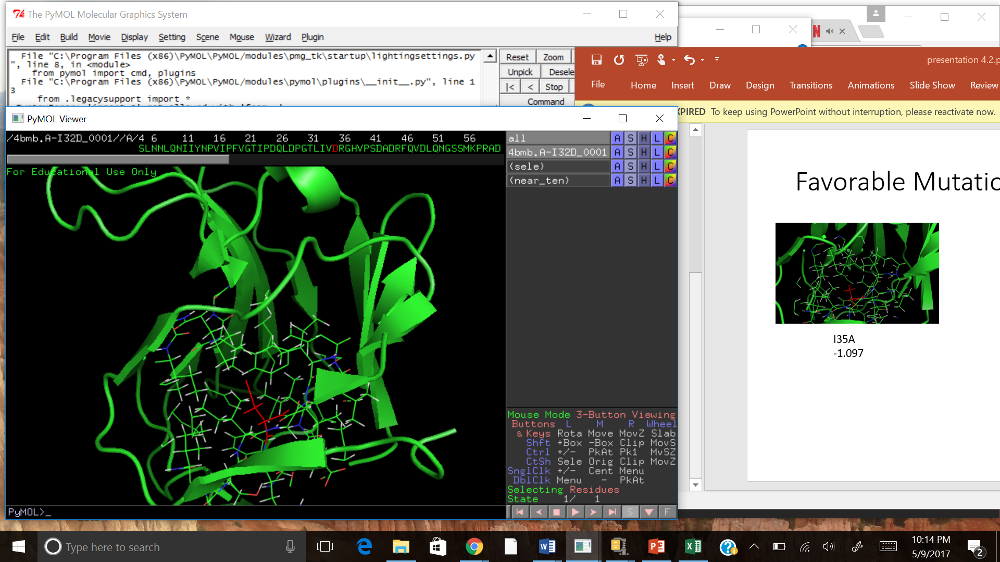 The PyMOL Molecular Graphics System
File Edit Build Movie Display Setting Scene Mouse Wizard Plugin Help
File "C:\Program Files (x86)\PyMOL\PyMOL/modules\pmg_tk\startup\lightingsettings.py
", line 8, in <module>
from pymol import cmd, plugins
File "C:\Program Files (x86)\PyMOL\PyMOL/modules\pymol\plugins\__init__.py", line 1
3
from .legacysupport import *
Reset Zoom
Unpick Desele
|< < Stop
Command
PyMOL Viewer
/4bmb.A-I32D_0001//A/4 6 11 16 21 26 31 36 41 46 51 56
SLNNLQNIIYNPVIPFVGTIPDQLDPGTLIVDRGHVPSDADRFQVDLQNGSSMKPRAD
For Educational Use Only
all A S H L C
4bmb.A-I32D_0001 A S H L C
(sele) A S H L C
(near_ten) A S H L C
Mouse Mode 3-Button Viewing
Buttons L M R Wheel
& Keys Rota Move MovZ Slab
Shft +Box -Box Clip MovS
Ctrl +/- PkAt Pk1 MvSZ
CtSh Sele Orig Clip MovZ
SnglClk +/- Cent Menu
DblClk Menu - PkAt
Selecting Residues
State 1/ 1
S F
PyMOL>_
presentation 4.2.p
File Home Insert Draw Design Transitions Animations Slide Show Review
XPIRED To keep using PowerPoint without interruption, please reactivate now.
Favorable Mutatio
I35A
-1.097
Type here to search
10:14 PM
5/9/2017
2